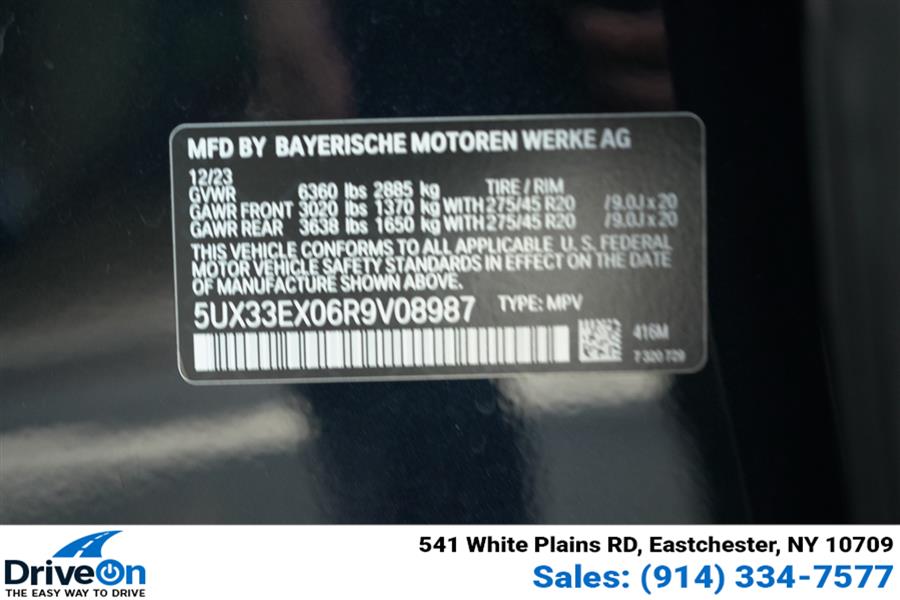 MFD BY BAYERISCHE MOTOREN WERKE AG
12/23
GVWR 6360 lbs 2885 kg TIRE / RIM
GAWR FRONT 3020 lbs 1370 kg WITH 275/45 R20 /9.0J x 20
GAWR REAR 3638 lbs 1650 kg WITH 275/45 R20 /9.0J x 20
THIS VEHICLE CONFORMS TO ALL APPLICABLE U. S. FEDERAL
MOTOR VEHICLE SAFETY STANDARDS IN EFFECT ON THE DATE
OF MANUFACTURE SHOWN ABOVE.
5UX33EX06R9V08987 TYPE: MPV
416M
7 320 729
DriveOn
THE EASY WAY TO DRIVE
541 White Plains RD, Eastchester, NY 10709
Sales: (914) 334-7577